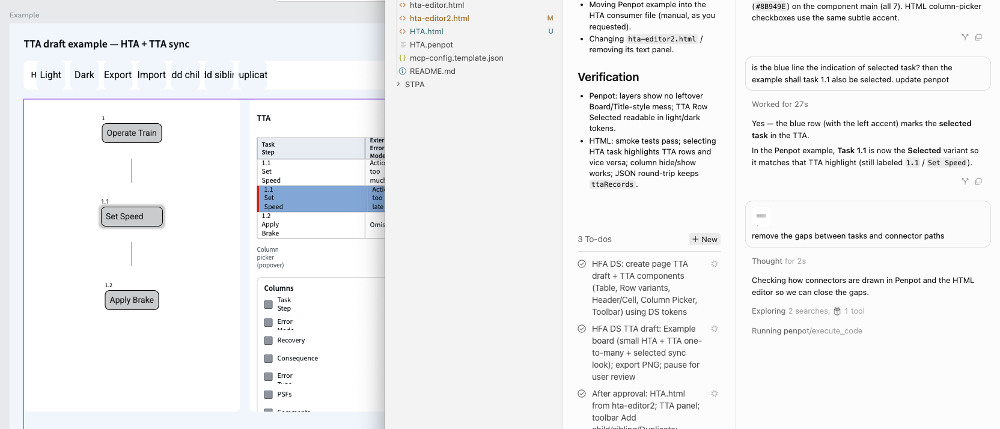 Example
TTA draft example — HTA + TTA sync
H Light
Dark
Export
Import
dd chil
dd siblin
uplicat
1
Operate Train
1.1
Set Speed
1.2
Apply Brake
TTA
Task
Step
Exter
Error
Mode
1.1
Set
Speed
Actio
too
much
1.1
Set
Speed
Actio
too
late
1.2
Apply
Brake
Omis
Column
picker
(popover)
Columns
Task
Step
Error
Mode
Recovery
Consequence
Error
Type
PSFs
Comments
hta-editor.html
hta-editor2.html M
HTA.html U
HTA.penpot
mcp-config.template.json
README.md
STPA
• Moving Penpot example into the
HTA consumer file (manual, as you
requested).
• Changing hta-editor2.html /
removing its text panel.
Verification
• Penpot: layers show no leftover
Board/Title-style mess; TTA Row
Selected readable in light/dark
tokens.
• HTML: smoke tests pass; selecting
HTA task highlights TTA rows and
vice versa; column hide/show
works; JSON round-trip keeps
ttaRecords.
3 To-dos
+ New
HFA DS: create page TTA
draft + TTA components
(Table, Row variants,
Header/Cell, Column Picker,
Toolbar) using DS tokens
HFA DS TTA draft: Example
board (small HTA + TTA one-
to-many + selected sync
look); export PNG; pause for
user review
After approval: HTA.html
from hta-editor2; TTA panel;
toolbar Add
child/sibling/Duplicate;
(#8B949E) on the component main (all 7). HTML column-picker
checkboxes use the same subtle accent.
is the blue line the indication of selected task? then the
example shall task 1.1 also be selected. update penpot
Worked for 27s
Yes — the blue row (with the left accent) marks the selected
task in the TTA.
In the Penpot example, Task 1.1 is now the Selected variant so
it matches that TTA highlight (still labeled 1.1 / Set Speed).
remove the gaps between tasks and connector paths
Thought for 2s
Checking how connectors are drawn in Penpot and the HTML
editor so we can close the gaps.
Exploring 2 searches, 1 tool
Running penpot/execute_code